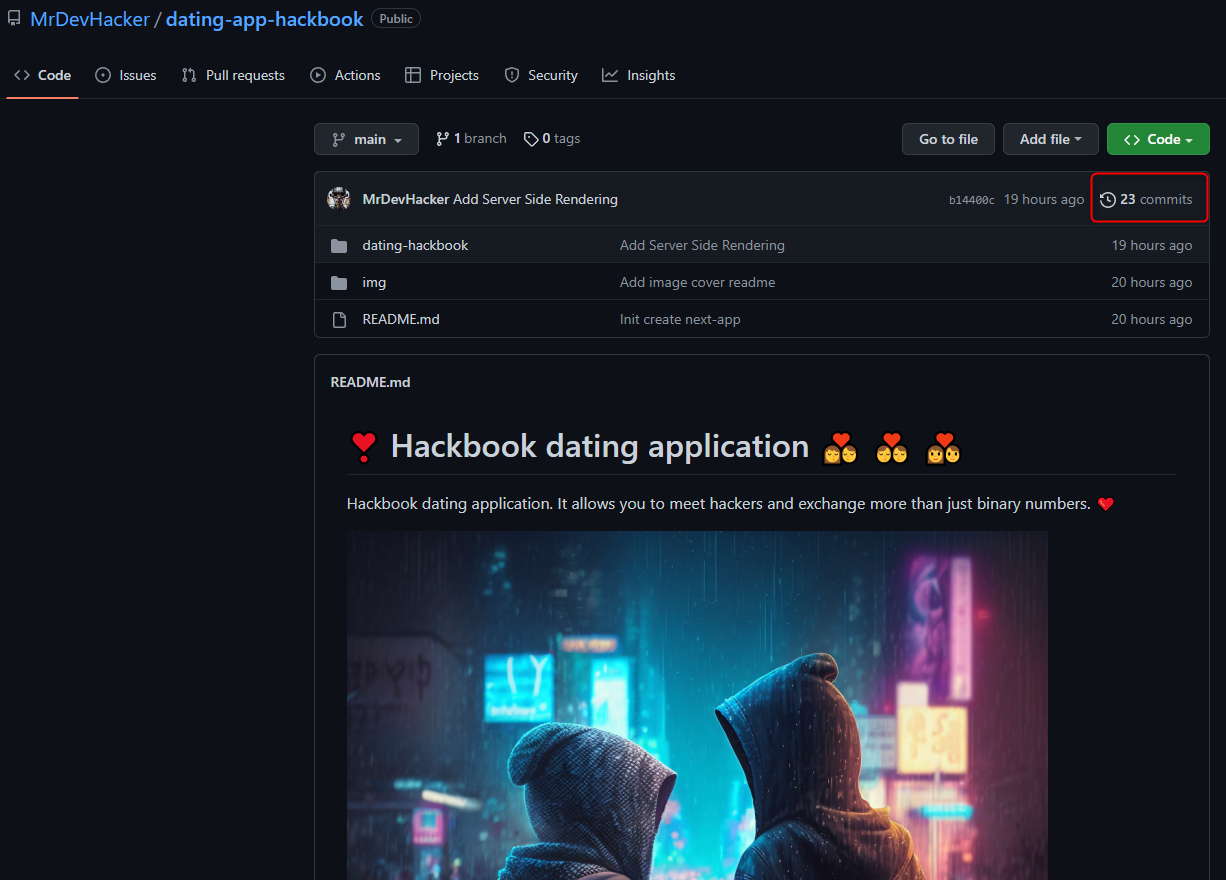 MrDevHacker / dating-app-hackbook Public
Code Issues Pull requests Actions Projects Security Insights
main 1 branch 0 tags Go to file Add file Code
MrDevHacker Add Server Side Rendering b14400c 19 hours ago 23 commits
dating-hackbook Add Server Side Rendering 19 hours ago
img Add image cover readme 20 hours ago
README.md Init create next-app 20 hours ago
README.md
❣️ Hackbook dating application 👩‍❤️‍👨 👩‍❤️‍👨 👩‍❤️‍👨
Hackbook dating application. It allows you to meet hackers and exchange more than just binary numbers. ❤️